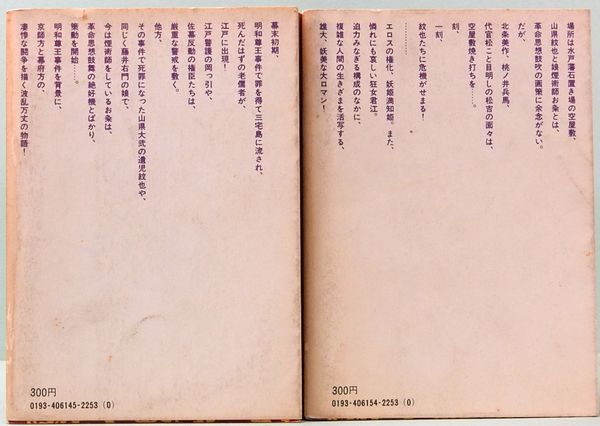 幕末初期、
明和尊王事件で罪を得て三宅島に流され、
死んだはずの老儒者が、
江戸に出現!
江戸警護の岡っ引や、
佐幕反動の権臣たちは、
厳重な警戒を敷く。
他方、
その事件で死罪になった山県大弐の遺児紋也や、
同じく藤井右門の娘で、
今は煙術師をしているお粂は、
革命思想鼓舞の絶好機とばかり、
策動を開始……。
明和尊王事件を背景に、
京師方と幕府方の、
凄惨な闘争を描く波乱万丈の物語!
300円
0193-406145-2253(0)
場所は水戸藩石置き場の空屋敷、
山県紋也と娘煙術師お粂とは、
革命思想鼓吹の画策に余念がない。
だが、
北条美作、桃ノ井兵馬、
代官松こと目明しの松吉の面々は、
空屋敷焼き打ちを……。
刻、
一刻、
紋也たちに危機がせまる!
…………
エロスの権化、妖姫満知姫。また、
憐れにも哀しい狂女君江。
迫力みなぎる構成のなかに、
複雑な人間の生きざまを活写する、
雄大、妖美な大ロマン!
300円
0193-406154-2253(0)